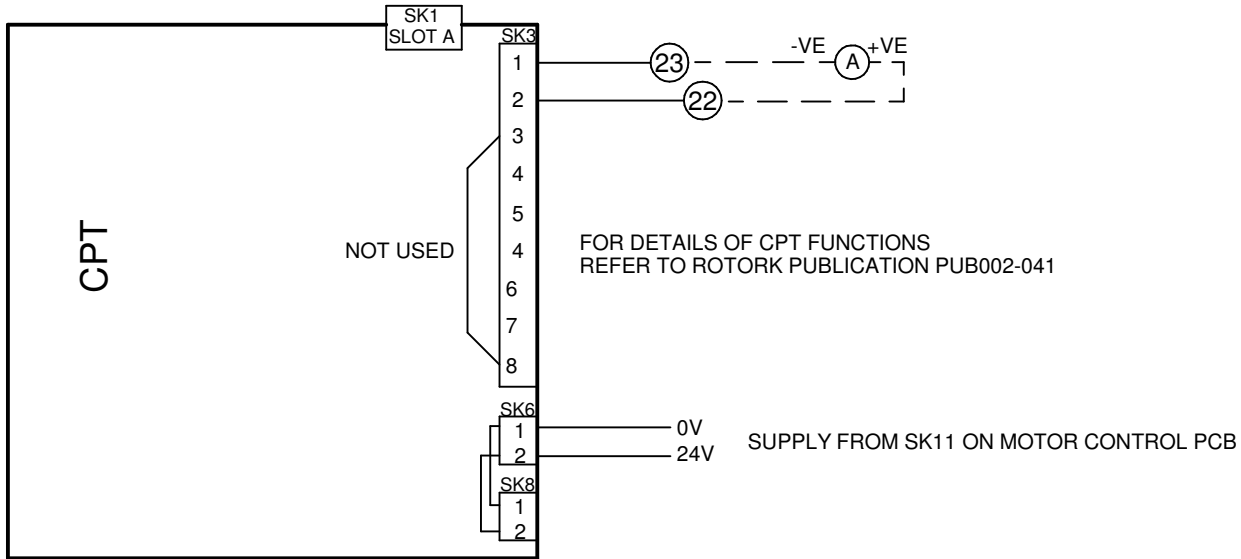 SK1
SLOT A
SK3
1
23
-VE
A
+VE
2
22
3
4
5
4
6
7
8
NOT USED
CPT
FOR DETAILS OF CPT FUNCTIONS
REFER TO ROTORK PUBLICATION PUB002-041
SK6
1
0V
2
24V
SUPPLY FROM SK11 ON MOTOR CONTROL PCB
SK8
1
2